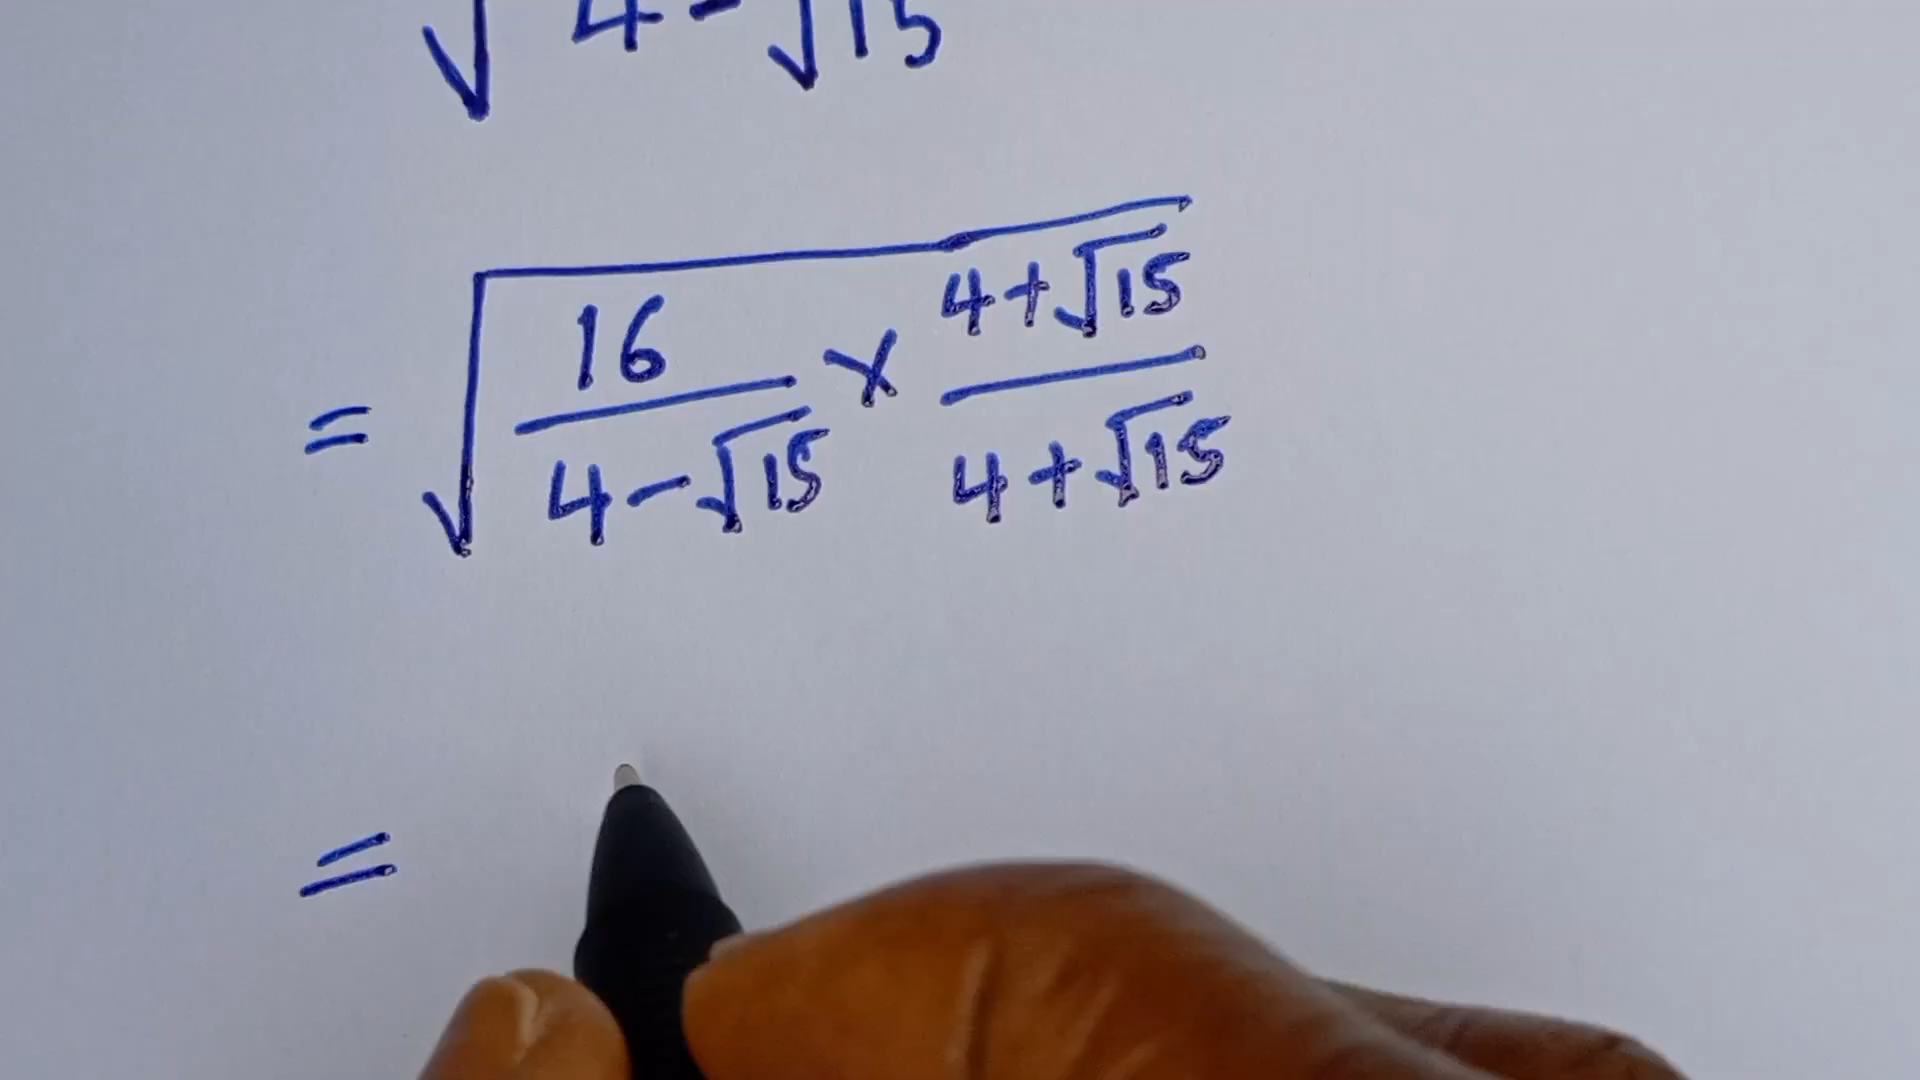 √4-√15
= √(16/(4-√15) × (4+√15)/(4+√15))
=